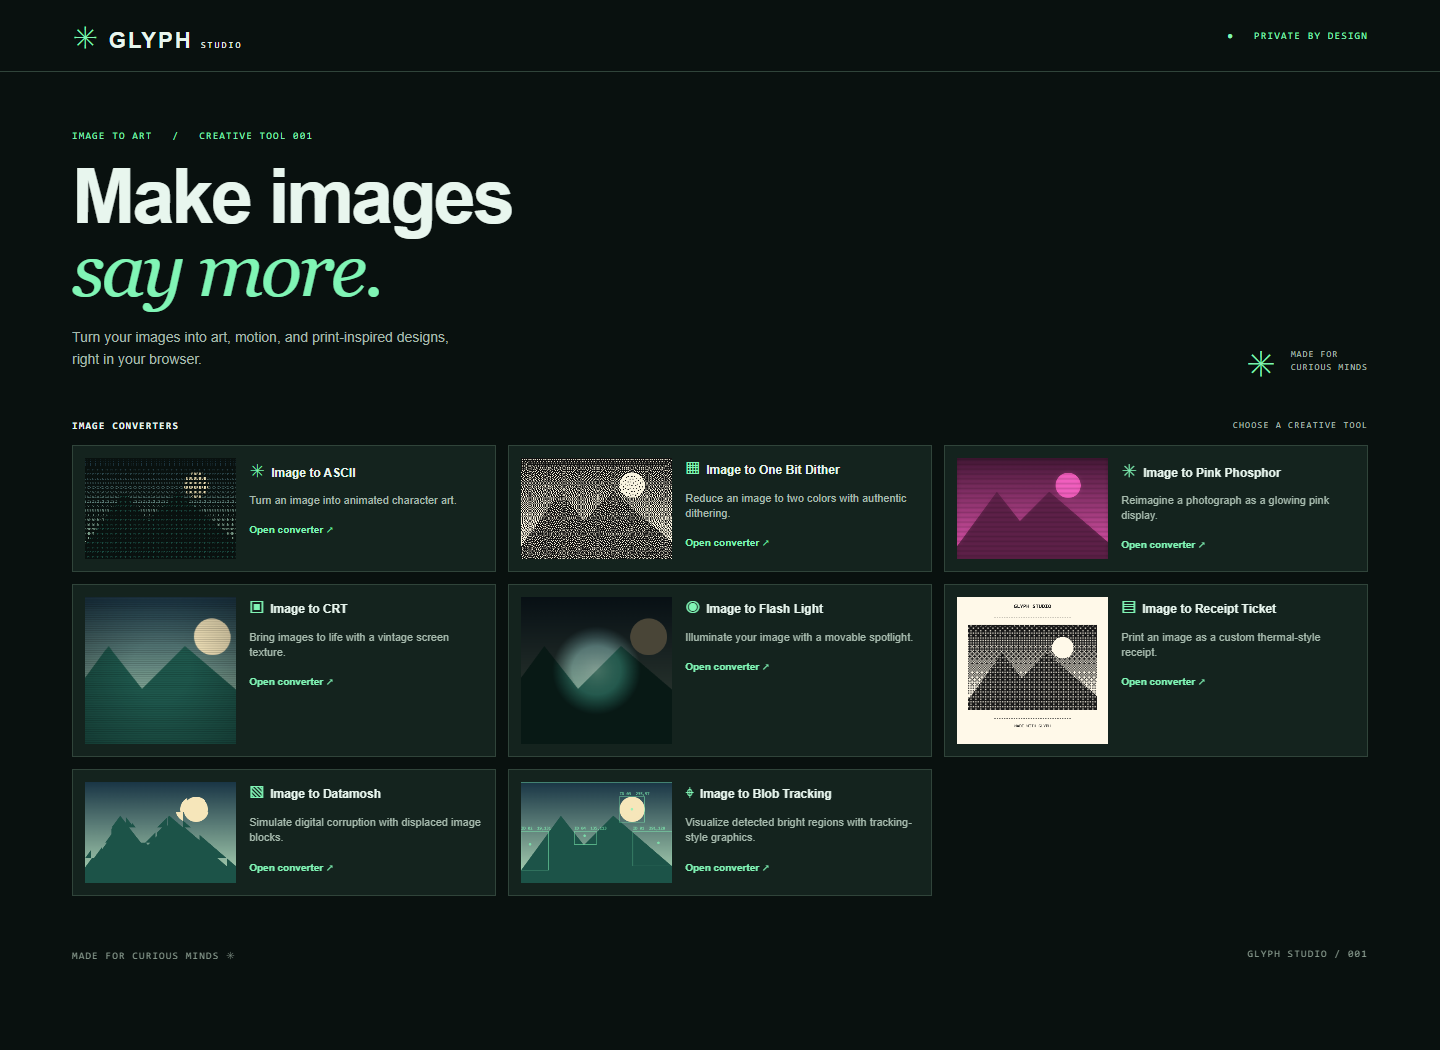 GLYPH STUDIO
PRIVATE BY DESIGN
IMAGE TO ART / CREATIVE TOOL 001
Make images
say more.
Turn your images into art, motion, and print-inspired designs,
right in your browser.
MADE FOR
CURIOUS MINDS
IMAGE CONVERTERS
CHOOSE A CREATIVE TOOL
Image to ASCII
Turn an image into animated character art.
Open converter ↗
Image to One Bit Dither
Reduce an image to two colors with authentic
dithering.
Open converter ↗
Image to Pink Phosphor
Reimagine a photograph as a glowing pink
display.
Open converter ↗
Image to CRT
Bring images to life with a vintage screen
texture.
Open converter ↗
Image to Flash Light
Illuminate your image with a movable spotlight.
Open converter ↗
GLYPH STUDIO
MADE WITH GLYPH
Image to Receipt Ticket
Print an image as a custom thermal-style
receipt.
Open converter ↗
Image to Datamosh
Simulate digital corruption with displaced image
blocks.
Open converter ↗
Image to Blob Tracking
Visualize detected bright regions with tracking-
style graphics.
Open converter ↗
MADE FOR CURIOUS MINDS ✳
GLYPH STUDIO / 001